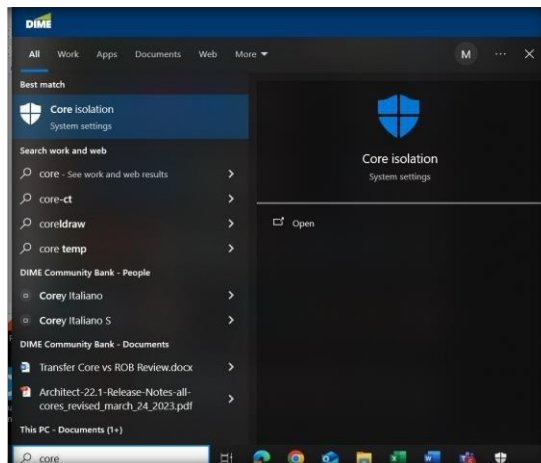 DIME
All Work Apps Documents Web More M
Best match
Core isolation
System settings
Search work and web
core - See work and web results
core-ct
coreldraw
core temp
DIME Community Bank - People
Corey Italiano
Corey Italiano S
DIME Community Bank - Documents
Transfer Core vs ROB Review.docx
Architect-22.1-Release-Notes-all-
cores_revised_march_24_2023.pdf
This PC - Documents (1+)
core
Core isolation
System settings
Open